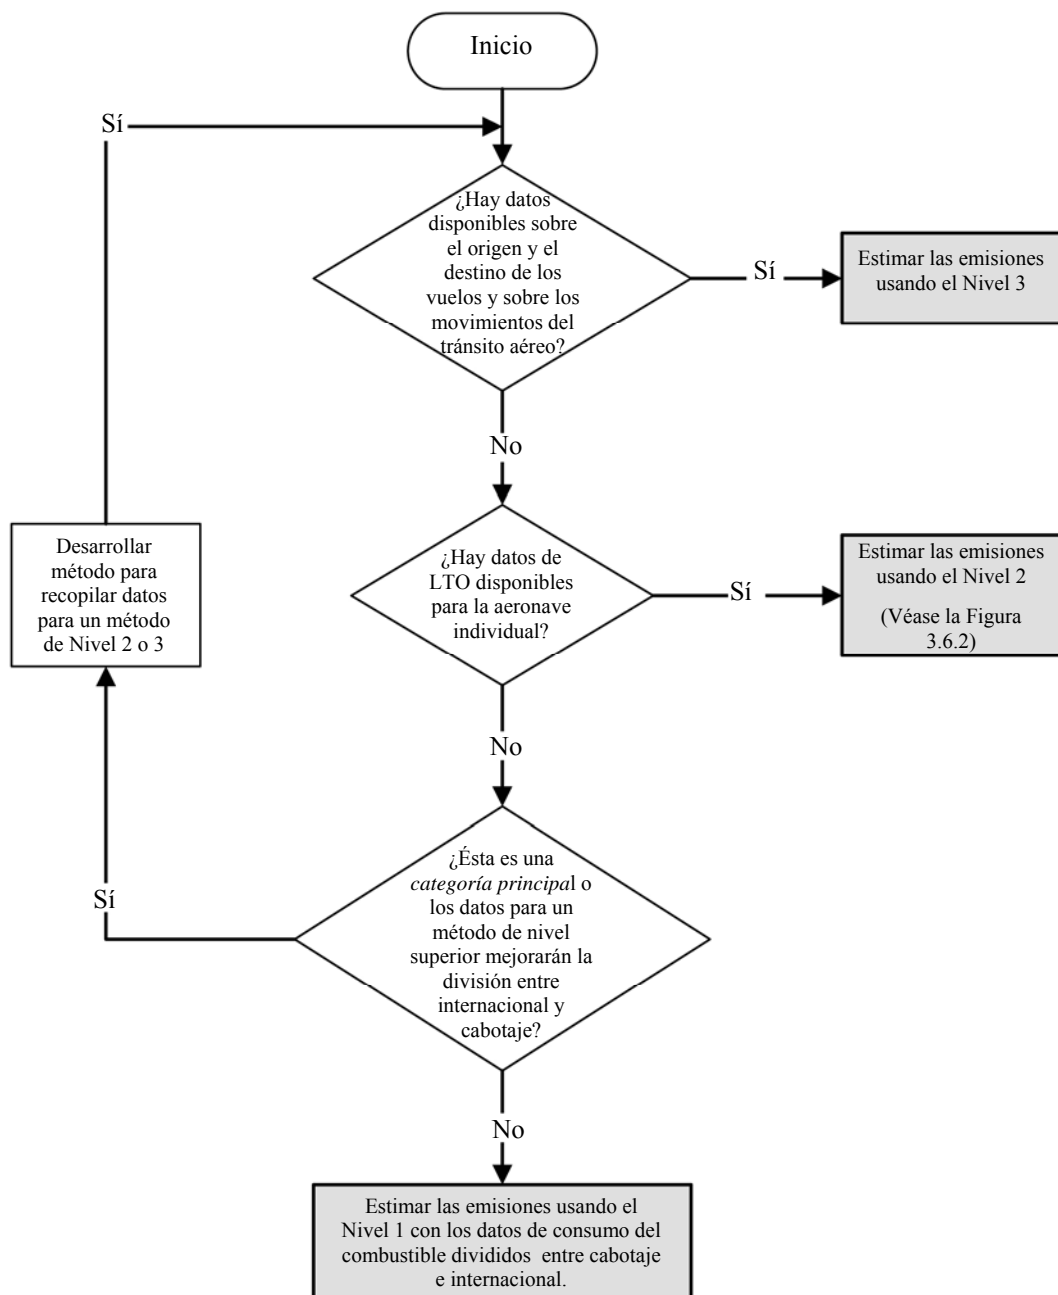 Inicio
Sí
¿Hay datos
disponibles sobre
el origen y el
destino de los
vuelos y sobre los
movimientos del
tránsito aéreo?
Sí
Estimar las emisiones
usando el Nivel 3
No
Desarrollar
método para
recopilar datos
para un método
de Nivel 2 o 3
¿Hay datos de
LTO disponibles
para la aeronave
individual?
Sí
Estimar las emisiones
usando el Nivel 2
(Véase la Figura
3.6.2)
No
Sí
¿Ésta es una
categoría principal o
los datos para un
método de nivel
superior mejorarán la
división entre
internacional y
cabotaje?
No
Estimar las emisiones usando el
Nivel 1 con los datos de consumo del
combustible divididos entre cabotaje
e internacional.